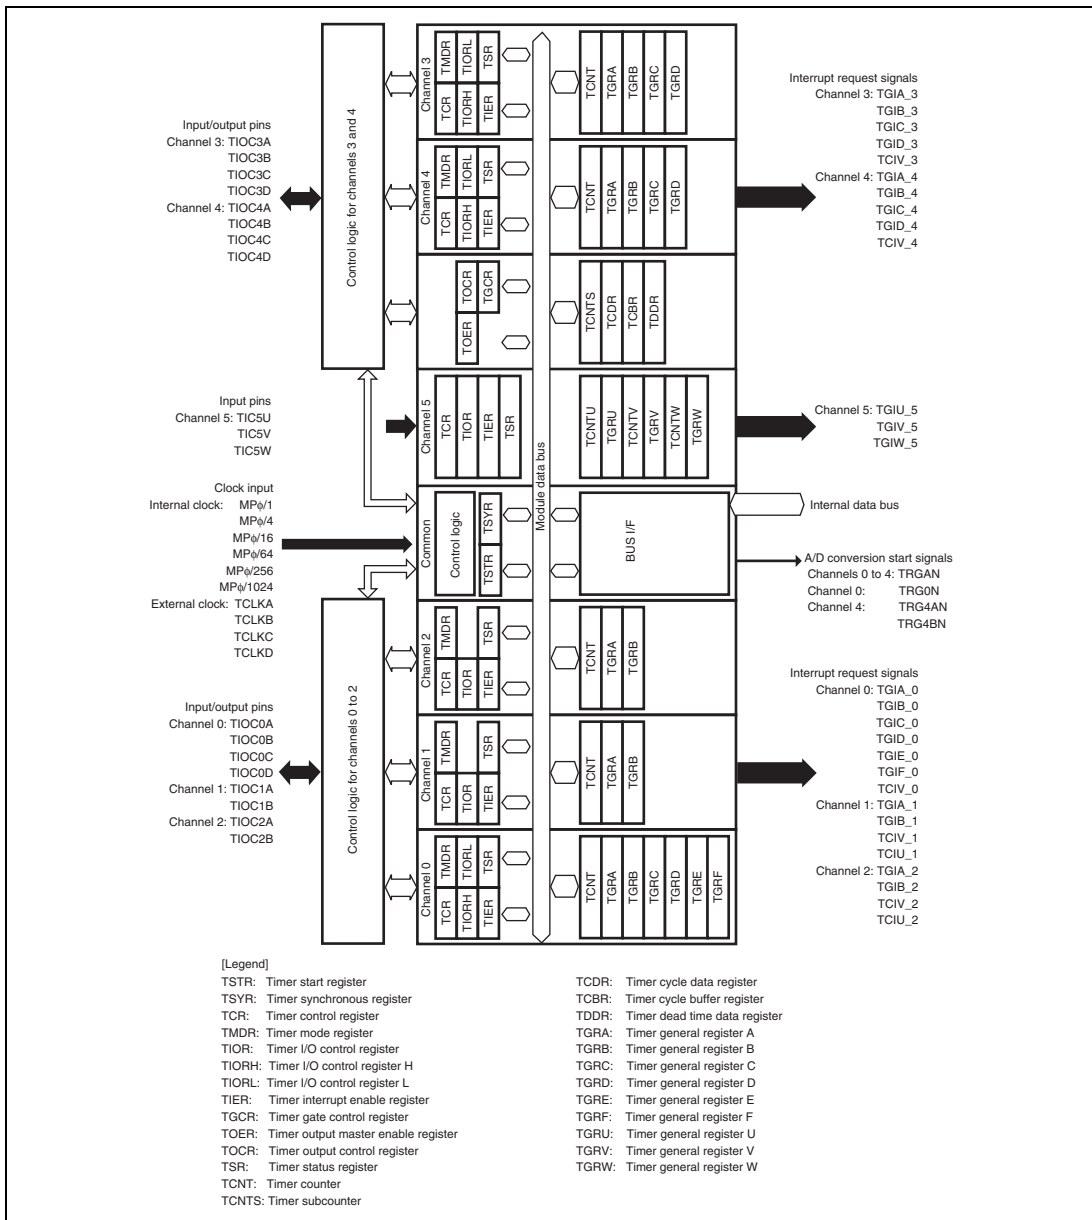 Input/output pins
Channel 3: TIOC3A
TIOC3B
TIOC3C
TIOC3D
Channel 4: TIOC4A
TIOC4B
TIOC4C
TIOC4D
Input pins
Channel 5: TIC5U
TIC5V
TIC5W
Clock input
Internal clock: MPφ/1
MPφ/4
MPφ/16
MPφ/64
MPφ/256
MPφ/1024
External clock: TCLKA
TCLKB
TCLKC
TCLKD
Input/output pins
Channel 0: TIOC0A
TIOC0B
TIOC0C
TIOC0D
Channel 1: TIOC1A
TIOC1B
Channel 2: TIOC2A
TIOC2B
Control logic for channels 3 and 4
Control logic for channels 0 to 2
Channel 3
TCR
TMDR
TIORH
TIORL
TIER
TSR
TCNT
TGRA
TGRB
TGRC
TGRD
Channel 4
TCR
TMDR
TIORH
TIORL
TIER
TSR
TCNT
TGRA
TGRB
TGRC
TGRD
TOER
TOCR
TGCR
TCNTS
TCDR
TCBR
TDDR
Channel 5
TCR
TIOR
TIER
TSR
TCNTU
TGRU
TCNTV
TGRV
TCNTW
TGRW
Module data bus
Common
Control logic
TSTR
TSYR
BUS I/F
Channel 2
TCR
TMDR
TIOR
TIER
TSR
TCNT
TGRA
TGRB
Channel 1
TCR
TMDR
TIOR
TIER
TSR
TCNT
TGRA
TGRB
Channel 0
TCR
TMDR
TIORH
TIORL
TIER
TSR
TCNT
TGRA
TGRB
TGRC
TGRD
TGRE
TGRF
Interrupt request signals
Channel 3: TGIA_3
TGIB_3
TGIC_3
TGID_3
TCIV_3
Channel 4: TGIA_4
TGIB_4
TGIC_4
TGID_4
TCIV_4
Channel 5: TGIU_5
TGIV_5
TGIW_5
Internal data bus
A/D conversion start signals
Channels 0 to 4: TRGAN
Channel 0: TRG0N
Channel 4: TRG4AN
TRG4BN
Interrupt request signals
Channel 0: TGIA_0
TGIB_0
TGIC_0
TGID_0
TGIE_0
TGIF_0
TCIV_0
Channel 1: TGIA_1
TGIB_1
TCIV_1
TCIU_1
Channel 2: TGIA_2
TGIB_2
TCIV_2
TCIU_2
[Legend]
TSTR: Timer start register
TSYR: Timer synchronous register
TCR: Timer control register
TMDR: Timer mode register
TIOR: Timer I/O control register
TIORH: Timer I/O control register H
TIORL: Timer I/O control register L
TIER: Timer interrupt enable register
TGCR: Timer gate control register
TOER: Timer output master enable register
TOCR: Timer output control register
TSR: Timer status register
TCNT: Timer counter
TCNTS: Timer subcounter
TCDR: Timer cycle data register
TCBR: Timer cycle buffer register
TDDR: Timer dead time data register
TGRA: Timer general register A
TGRB: Timer general register B
TGRC: Timer general register C
TGRD: Timer general register D
TGRE: Timer general register E
TGRF: Timer general register F
TGRU: Timer general register U
TGRV: Timer general register V
TGRW: Timer general register W